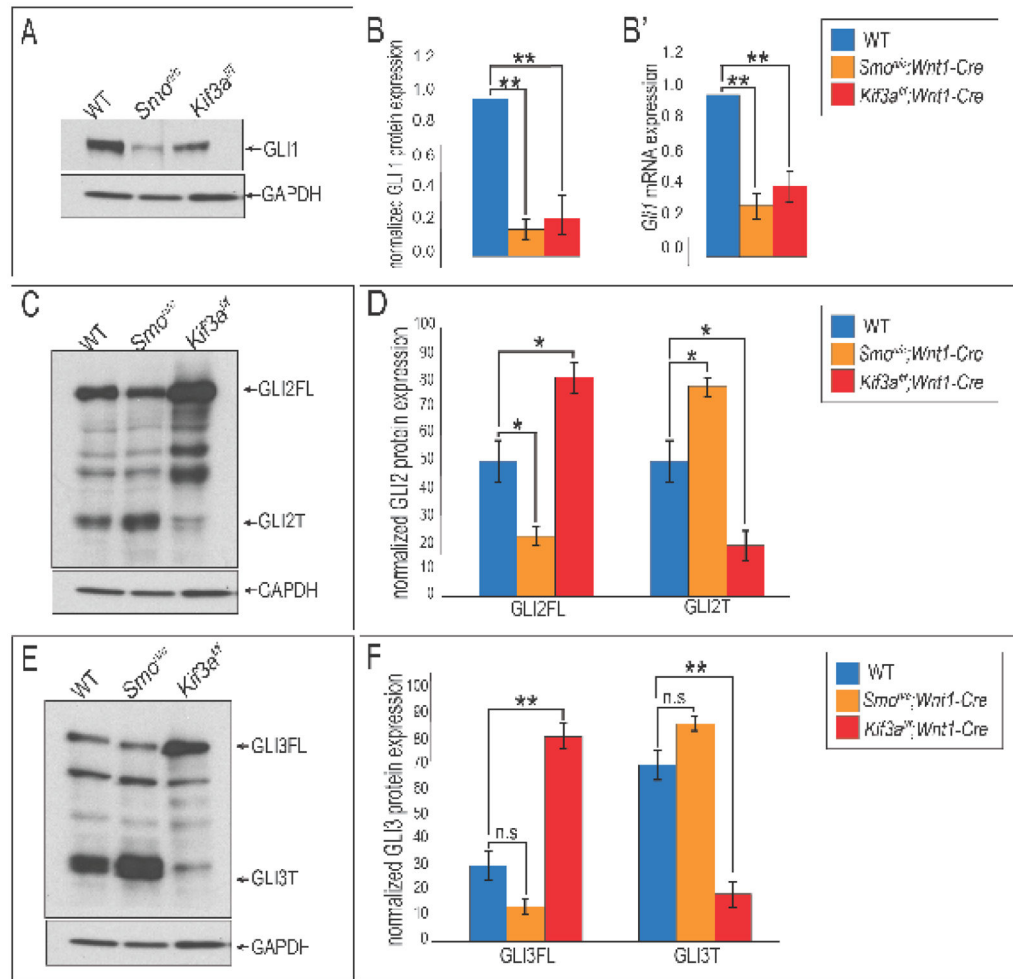 A
WT
Smo
Kif3a f/f
GLI1
GAPDH
B
normalized GLI 1 protein expression
1.2
1.0
0.8
0.6
0.4
0.2
0.0
**
**
B'
Gli1 mRNA expression
1.2
1.0
0.8
0.6
0.4
0.2
0.0
**
**
WT
Smo n/c;Wnt1-Cre
Kif3a f/f;Wnt1-Cre
C
WT
Smo
Kif3a f/f
GLI2FL
GLI2T
GAPDH
D
normalized GLI2 protein expression
100
90
80
70
60
50
40
30
20
10
0
*
*
*
*
GLI2FL
GLI2T
WT
Smo n/c;Wnt1-Cre
Kif3a f/f;Wnt1-Cre
E
WT
Smo
Kif3a f/f
GLI3FL
GLI3T
GAPDH
F
normalized GLI3 protein expression
100
90
80
70
60
50
40
30
20
10
0
**
n.s
**
n.s
GLI3FL
GLI3T
WT
Smo n/c;Wnt1-Cre
Kif3a f/f;Wnt1-Cre